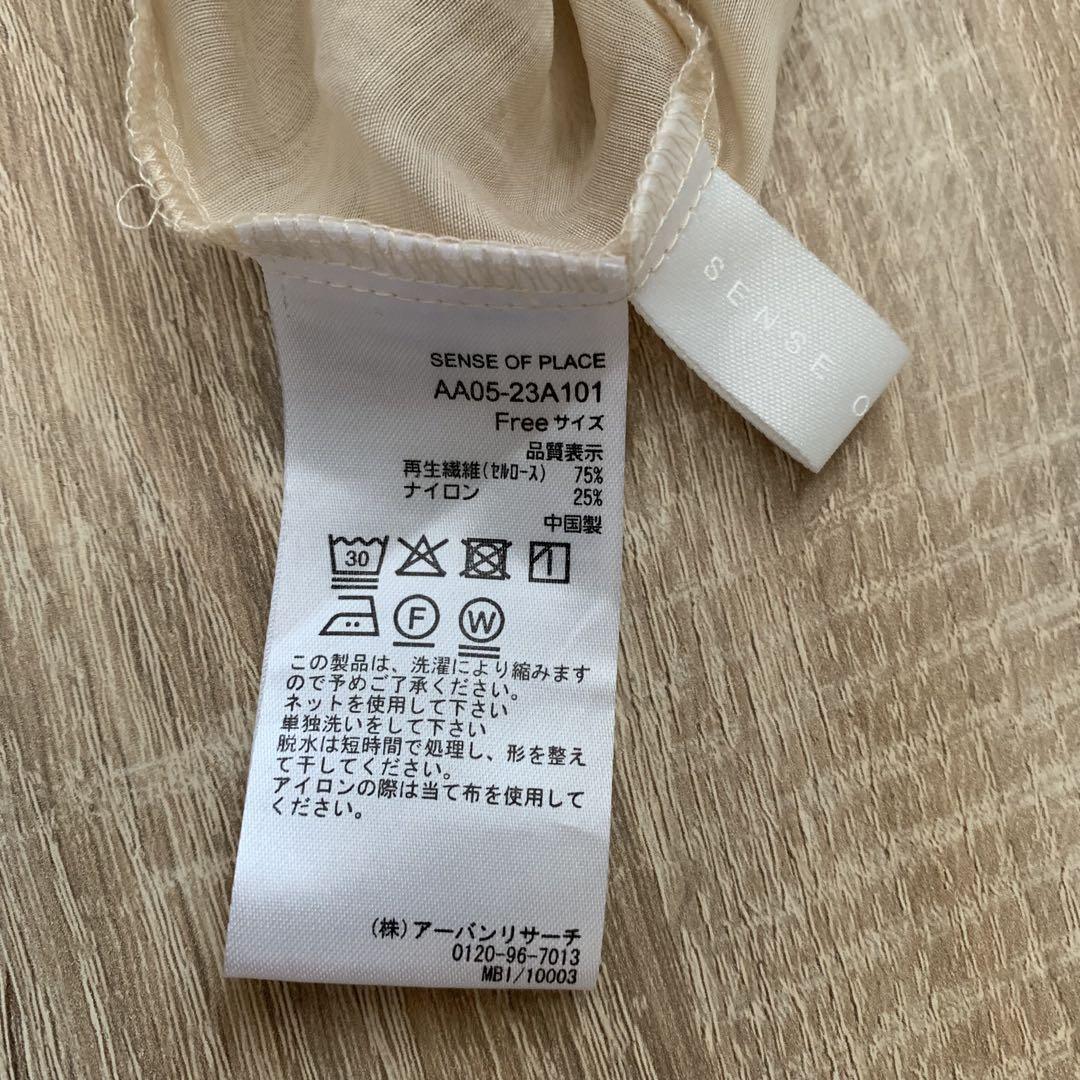 SENSE OF PLACE
AA05-23A101
Freeサイズ
品質表示
再生繊維(セルロース) 75%
ナイロン 25%
中国製
30
F W
この製品は、洗濯により縮みます
ので予めご了承ください。
ネットを使用して下さい
単独洗いをして下さい
脱水は短時間で処理し、形を整え
て干してください。
アイロンの際は当て布を使用して
ください。
(株)アーバンリサーチ
0120-96-7013
MBI/10003
SENSE O